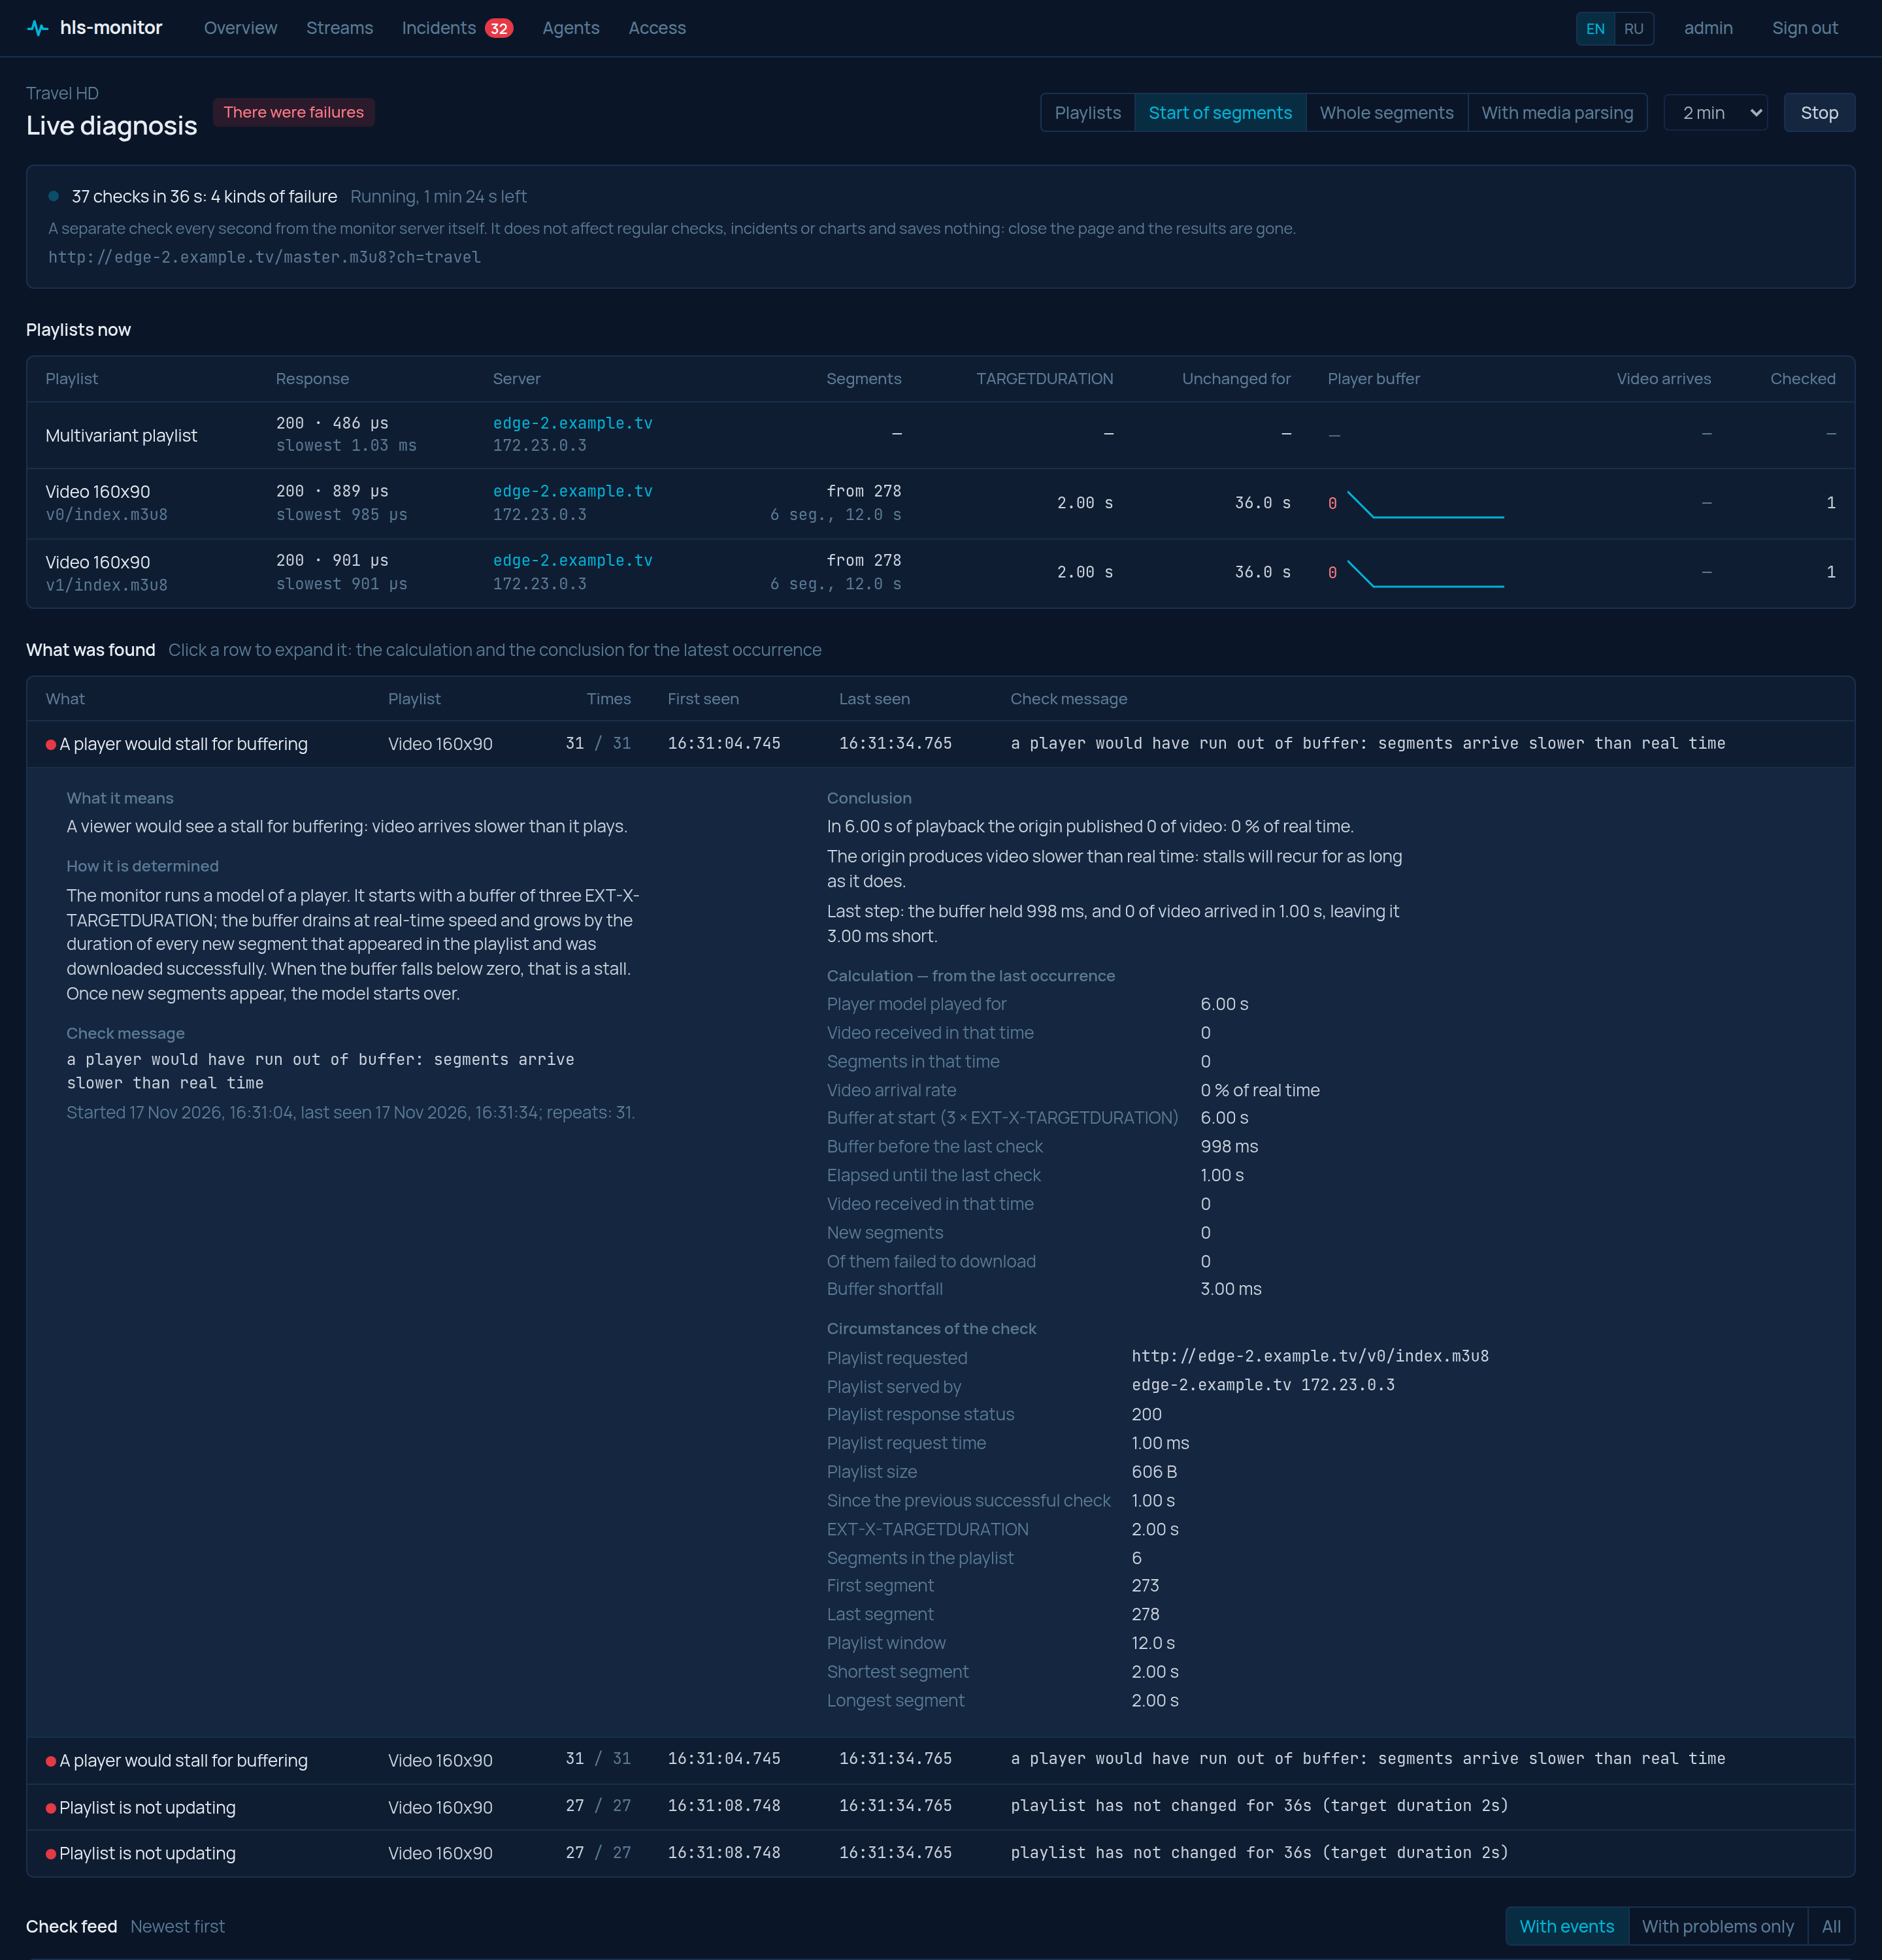 hls-monitor Overview Streams Incidents 32 Agents Access EN RU admin Sign out
Travel HD
Live diagnosis There were failures Playlists Start of segments Whole segments With media parsing 2 min Stop
37 checks in 36 s: 4 kinds of failure Running, 1 min 24 s left
A separate check every second from the monitor server itself. It does not affect regular checks, incidents or charts and saves nothing: close the page and the results are gone.
http://edge-2.example.tv/master.m3u8?ch=travel
Playlists now
Playlist Response Server Segments TARGETDURATION Unchanged for Player buffer Video arrives Checked
Multivariant playlist 200 · 486 µs edge-2.example.tv — — — — — —
slowest 1.03 ms 172.23.0.3
Video 160x90 200 · 889 µs edge-2.example.tv from 278 2.00 s 36.0 s 0 — 1
v0/index.m3u8 slowest 985 µs 172.23.0.3 6 seg., 12.0 s
Video 160x90 200 · 901 µs edge-2.example.tv from 278 2.00 s 36.0 s 0 — 1
v1/index.m3u8 slowest 901 µs 172.23.0.3 6 seg., 12.0 s
What was found Click a row to expand it: the calculation and the conclusion for the latest occurrence
What Playlist Times First seen Last seen Check message
A player would stall for buffering Video 160x90 31 / 31 16:31:04.745 16:31:34.765 a player would have run out of buffer: segments arrive slower than real time
What it means
A viewer would see a stall for buffering: video arrives slower than it plays.
How it is determined
The monitor runs a model of a player. It starts with a buffer of three EXT-X-
TARGETDURATION; the buffer drains at real-time speed and grows by the
duration of every new segment that appeared in the playlist and was
downloaded successfully. When the buffer falls below zero, that is a stall.
Once new segments appear, the model starts over.
Check message
a player would have run out of buffer: segments arrive
slower than real time
Started 17 Nov 2026, 16:31:04, last seen 17 Nov 2026, 16:31:34; repeats: 31.
Conclusion
In 6.00 s of playback the origin published 0 of video: 0 % of real time.
The origin produces video slower than real time: stalls will recur for as long
as it does.
Last step: the buffer held 998 ms, and 0 of video arrived in 1.00 s, leaving it
3.00 ms short.
Calculation — from the last occurrence
Player model played for 6.00 s
Video received in that time 0
Segments in that time 0
Video arrival rate 0 % of real time
Buffer at start (3 × EXT-X-TARGETDURATION) 6.00 s
Buffer before the last check 998 ms
Elapsed until the last check 1.00 s
Video received in that time 0
New segments 0
Of them failed to download 0
Buffer shortfall 3.00 ms
Circumstances of the check
Playlist requested http://edge-2.example.tv/v0/index.m3u8
Playlist served by edge-2.example.tv 172.23.0.3
Playlist response status 200
Playlist request time 1.00 ms
Playlist size 606 B
Since the previous successful check 1.00 s
EXT-X-TARGETDURATION 2.00 s
Segments in the playlist 6
First segment 273
Last segment 278
Playlist window 12.0 s
Shortest segment 2.00 s
Longest segment 2.00 s
A player would stall for buffering Video 160x90 31 / 31 16:31:04.745 16:31:34.765 a player would have run out of buffer: segments arrive slower than real time
Playlist is not updating Video 160x90 27 / 27 16:31:08.748 16:31:34.765 playlist has not changed for 36s (target duration 2s)
Playlist is not updating Video 160x90 27 / 27 16:31:08.748 16:31:34.765 playlist has not changed for 36s (target duration 2s)
Check feed Newest first With events With problems only All